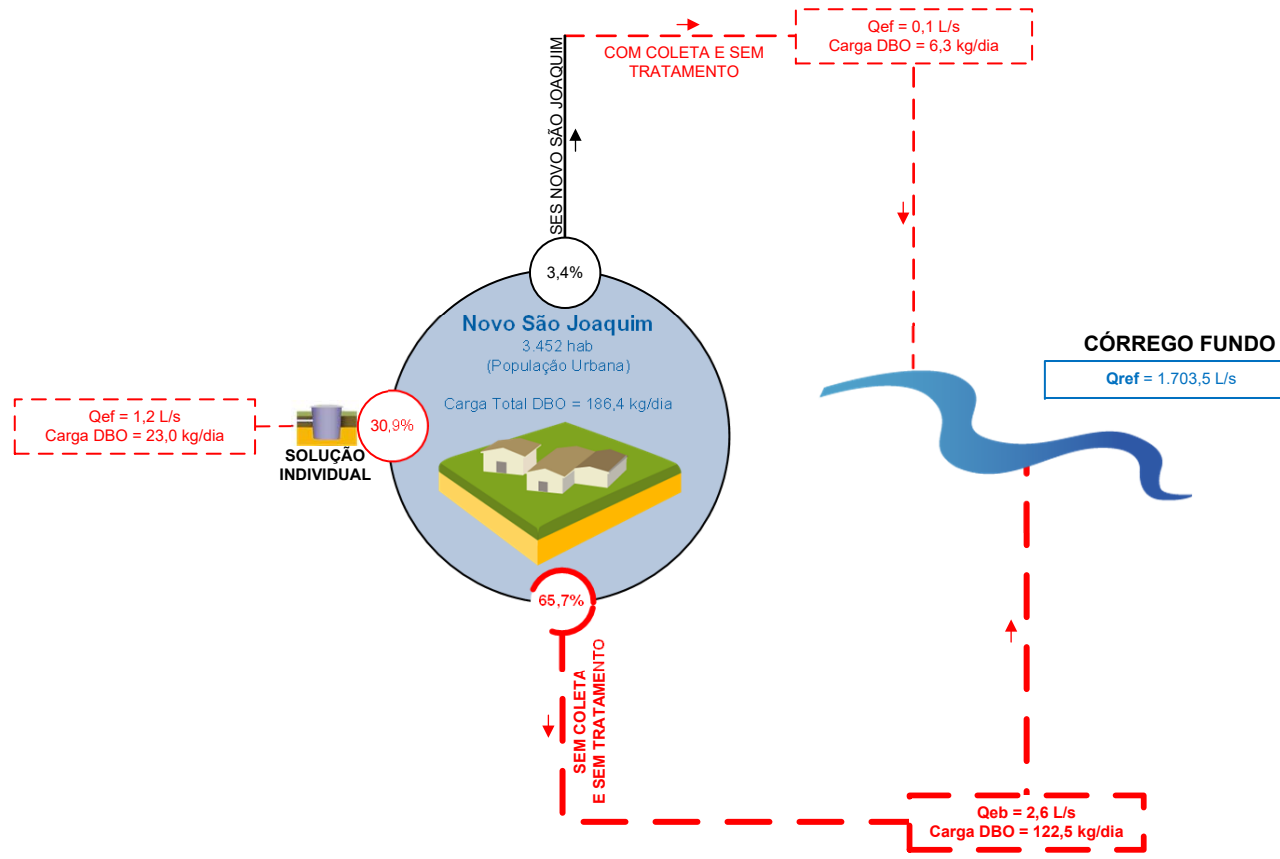 Qef = 0,1 L/s
Carga DBO = 6,3 kg/dia
COM COLETA E SEM
TRATAMENTO
SES NOVO SÃO JOAQUIM
3,4%
Novo São Joaquim
3.452 hab
(População Urbana)
Carga Total DBO = 186,4 kg/dia
CÓRREGO FUNDO
Qref = 1.703,5 L/s
Qef = 1,2 L/s
Carga DBO = 23,0 kg/dia
SOLUÇÃO
INDIVIDUAL
30,9%
65,7%
SEM COLETA
E SEM TRATAMENTO
Qeb = 2,6 L/s
Carga DBO = 122,5 kg/dia